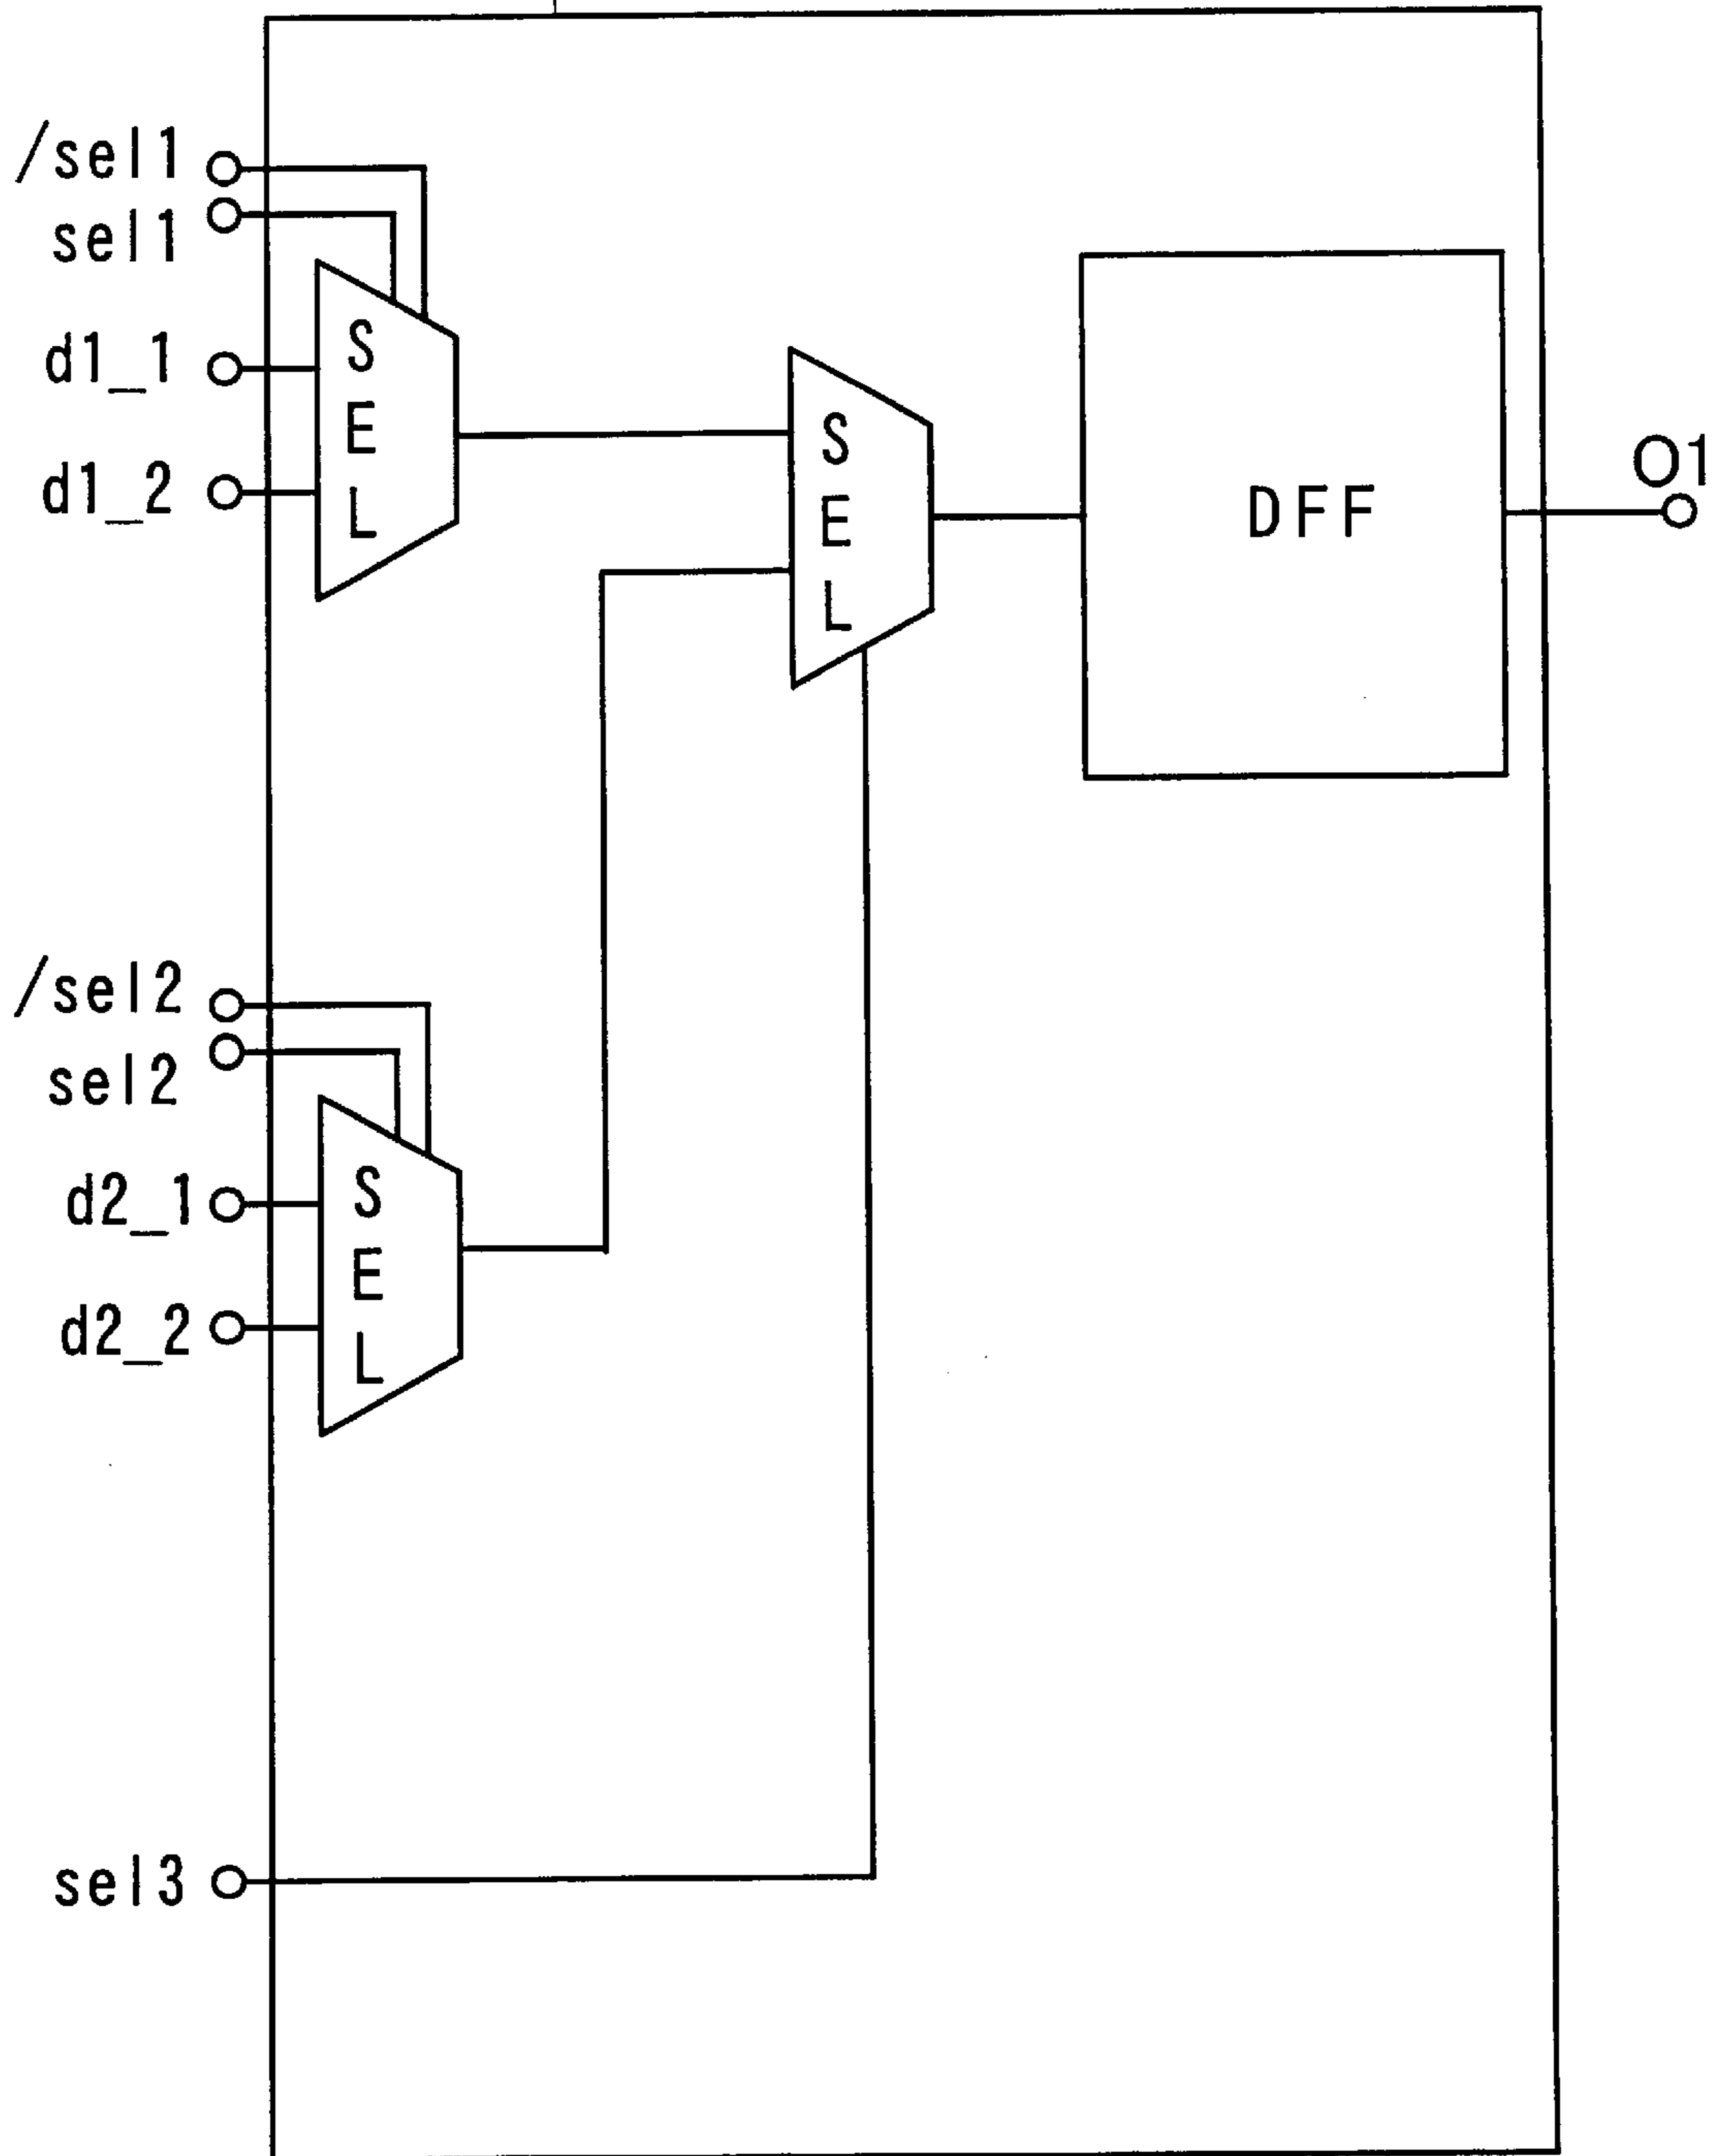 /sel1
sel1
d1_1
d1_2
SEL
SEL
DFF
O1
/sel2
sel2
d2_1
d2_2
SEL
sel3